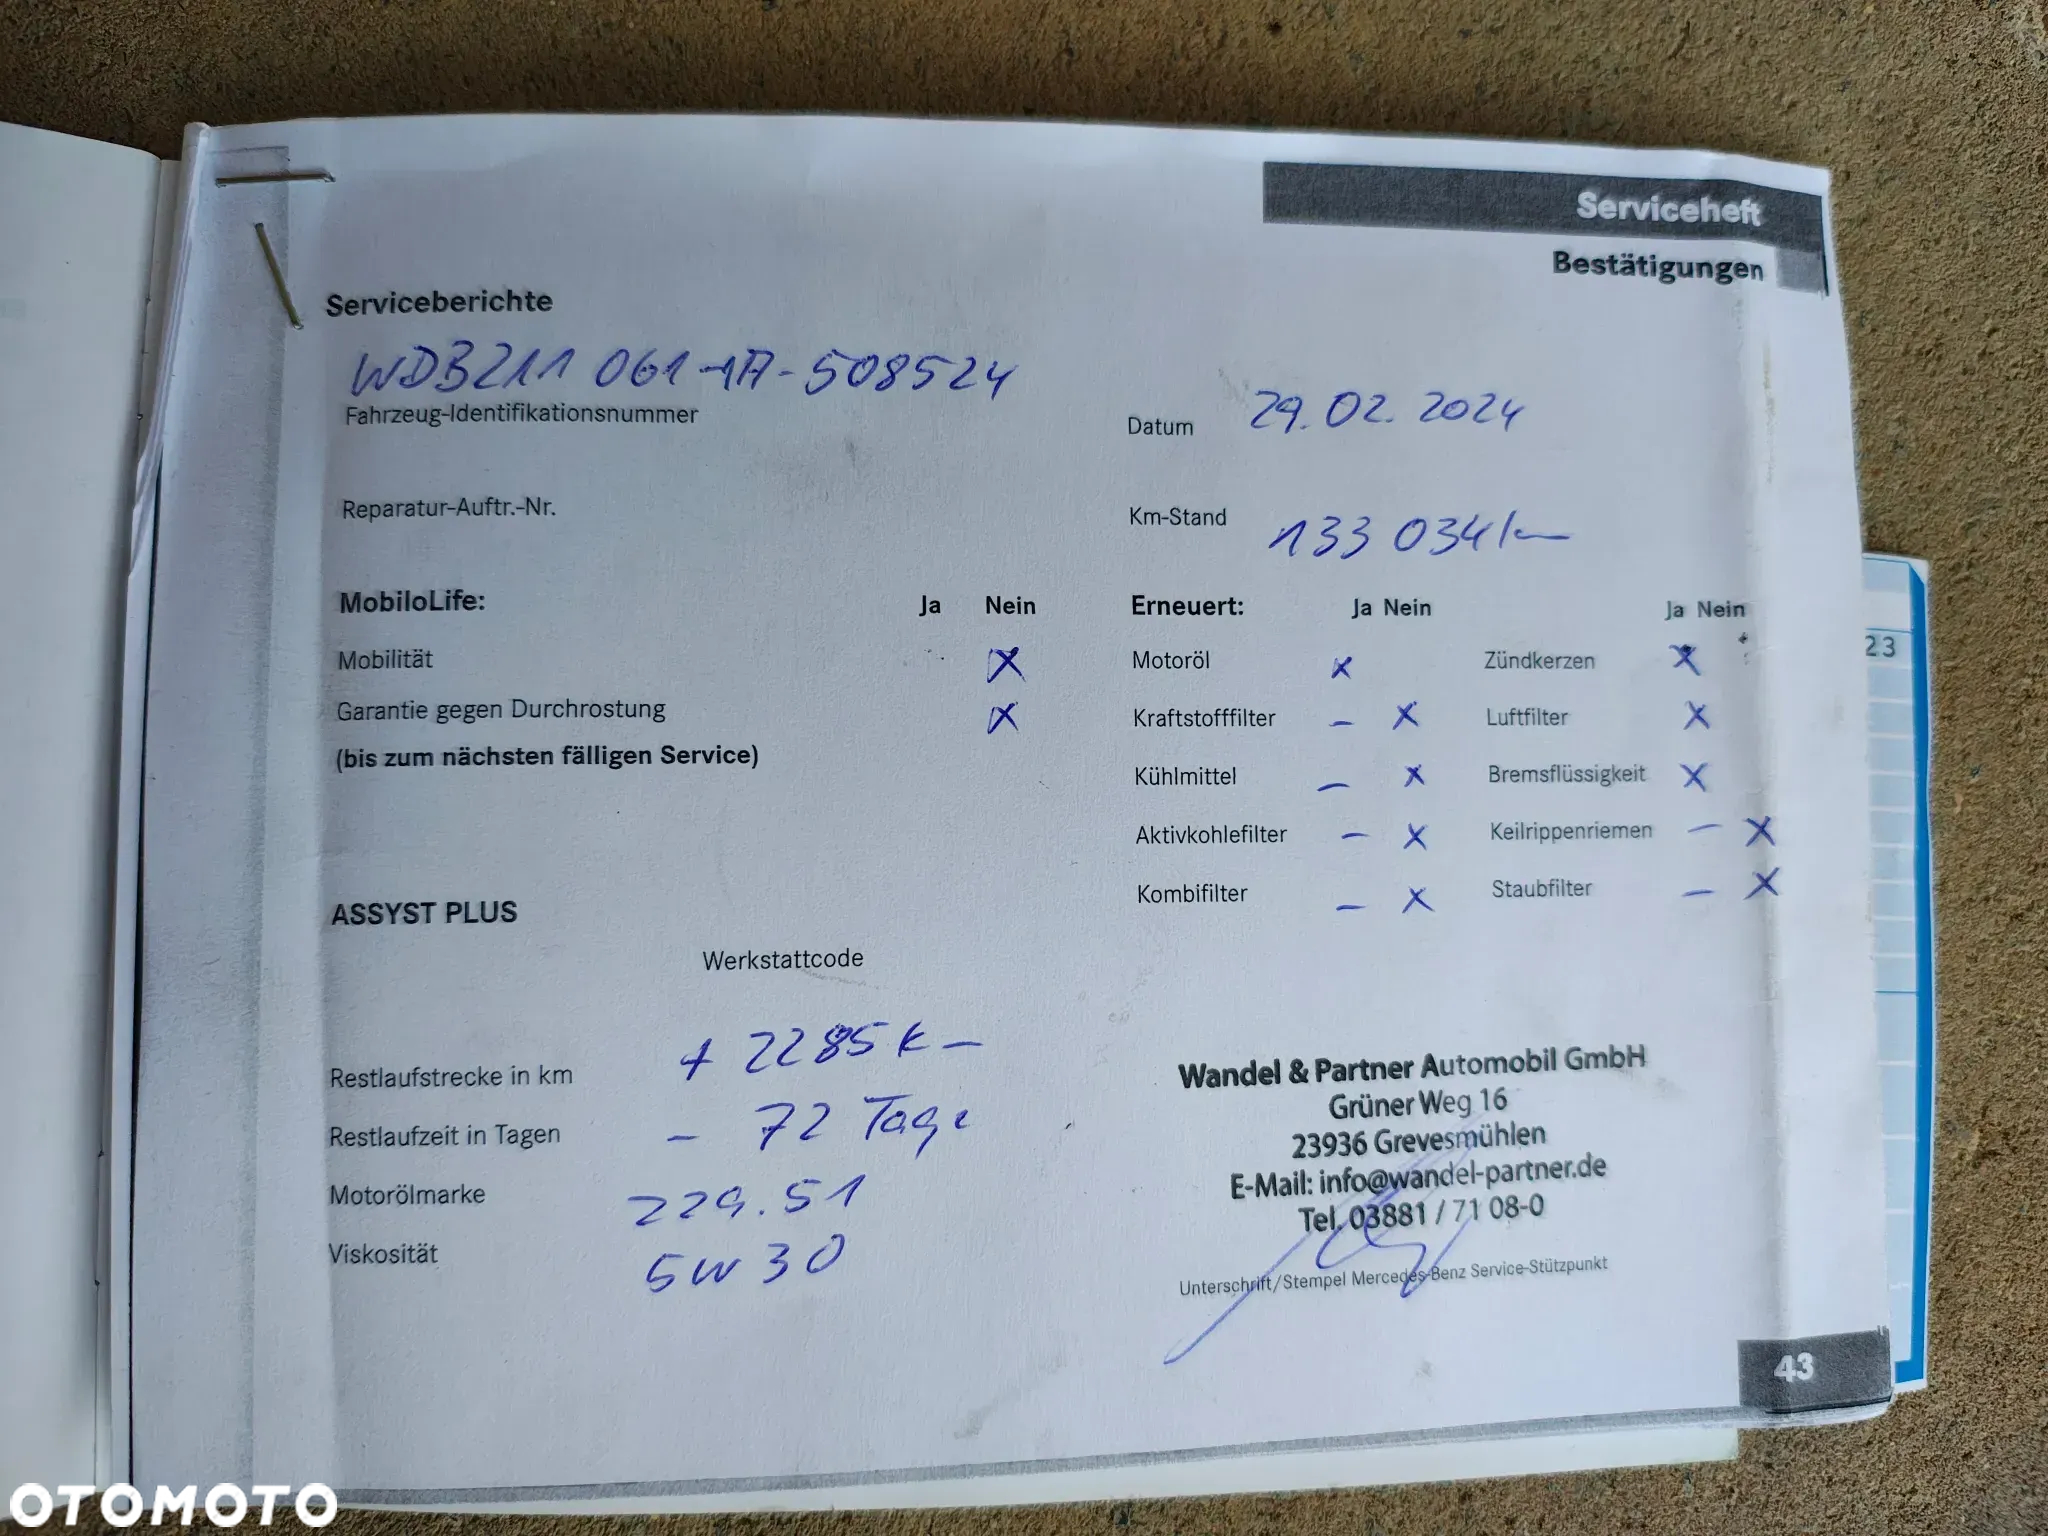 Serviceheft
Bestätigungen
Serviceberichte
WDB211 061-1A-508524
Fahrzeug-Identifikationsnummer
Datum 29.02.2024
Reparatur-Auftr.-Nr.
Km-Stand 133 034 km
MobiloLife: Ja Nein
Mobilität X
Garantie gegen Durchrostung X
(bis zum nächsten fälligen Service)
Erneuert: Ja Nein Ja Nein
Motoröl X Zündkerzen X
Kraftstofffilter – X Luftfilter X
Kühlmittel – X Bremsflüssigkeit X
Aktivkohlefilter – X Keilrippenriemen – X
Kombifilter – X Staubfilter – X
23
ASSYST PLUS
Werkstattcode
Restlaufstrecke in km + 2285 km
Restlaufzeit in Tagen – 72 Tage
Motorölmarke 229.51
Viskosität 5W30
Wandel & Partner Automobil GmbH
Grüner Weg 16
23936 Grevesmühlen
E-Mail: info@wandel-partner.de
Tel. 03881 / 71 08-0
Unterschrift/Stempel Mercedes-Benz Service-Stützpunkt
43
OTOMOTO